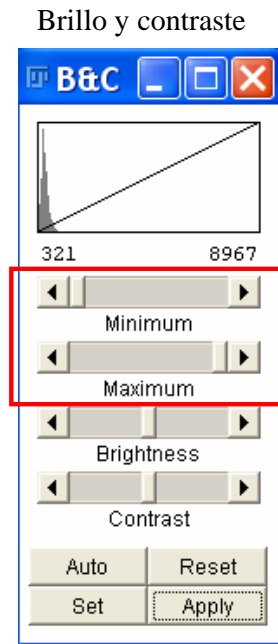 Brillo y contraste
B&C
321 8967
Minimum
Maximum
Brightness
Contrast
Auto Reset
Set Apply